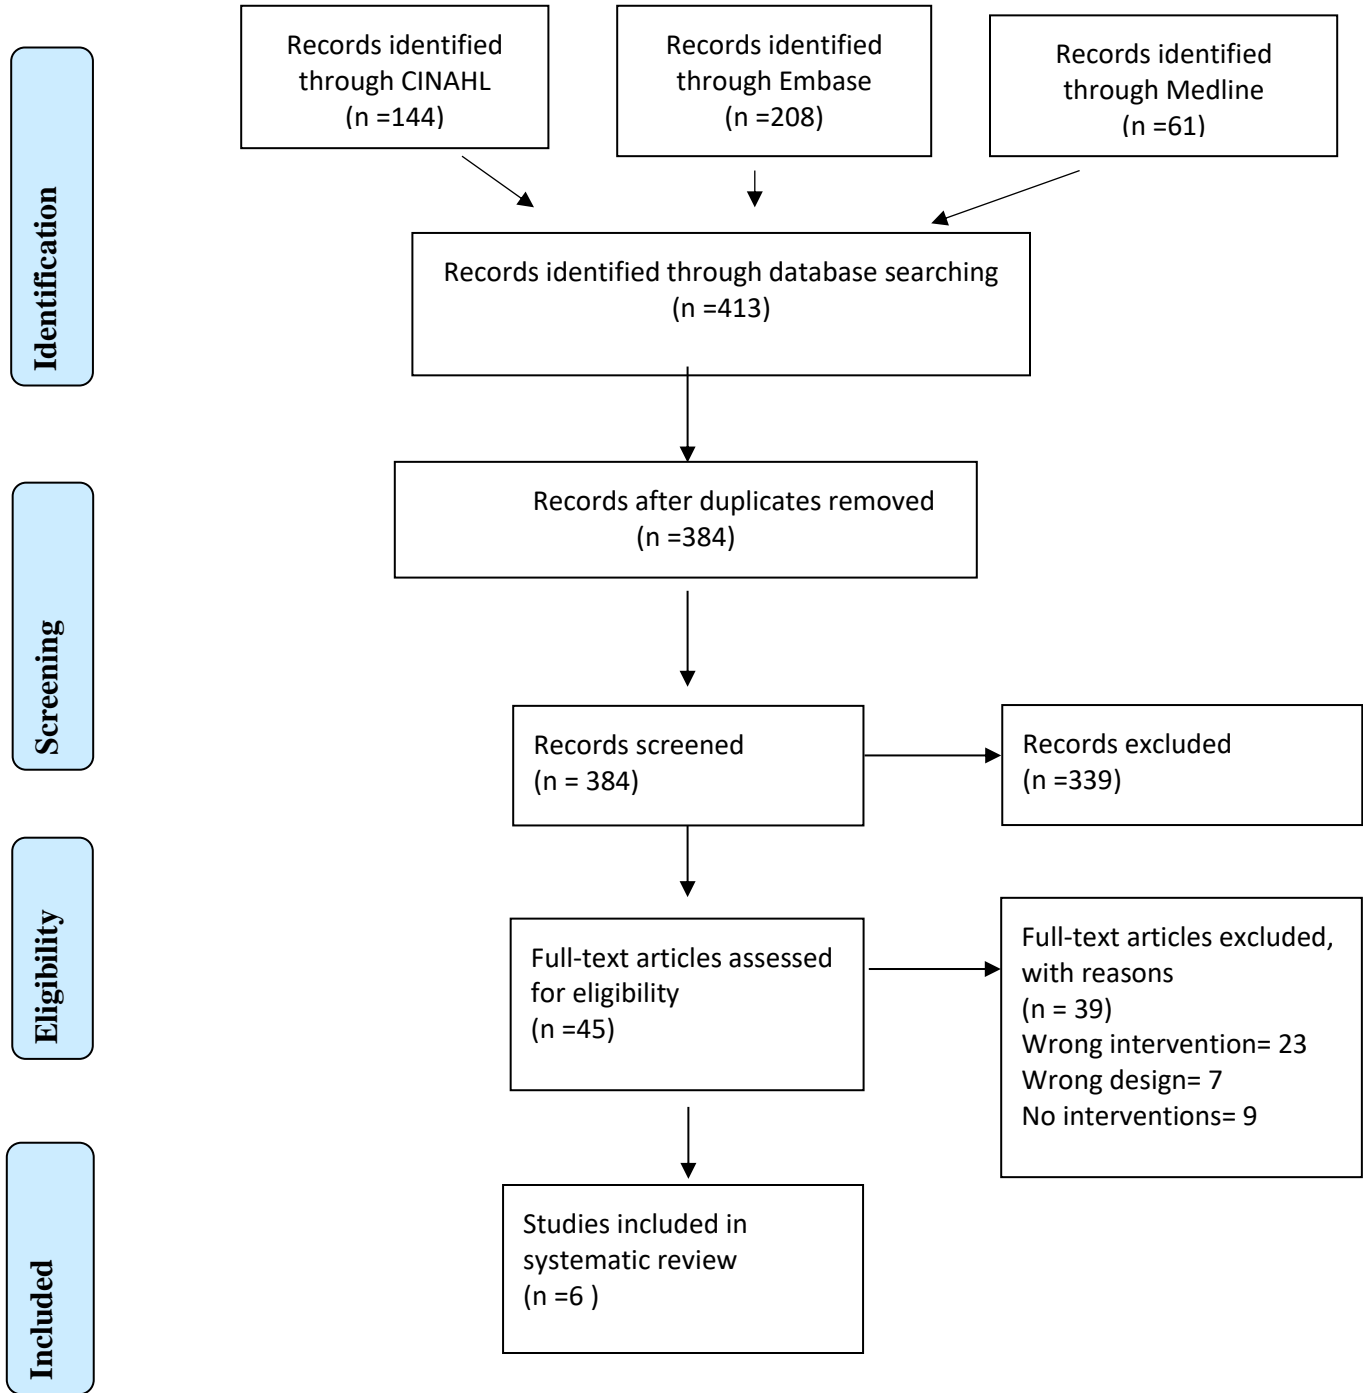 Identification
Records identified
through CINAHL
(n =144)
Records identified
through Embase
(n =208)
Records identified
through Medline
(n =61)
Records identified through database searching
(n =413)
Screening
Records after duplicates removed
(n =384)
Records screened
(n = 384)
Records excluded
(n =339)
Eligibility
Full-text articles assessed
for eligibility
(n =45)
Full-text articles excluded,
with reasons
(n = 39)
Wrong intervention= 23
Wrong design= 7
No interventions= 9
Included
Studies included in
systematic review
(n =6 )